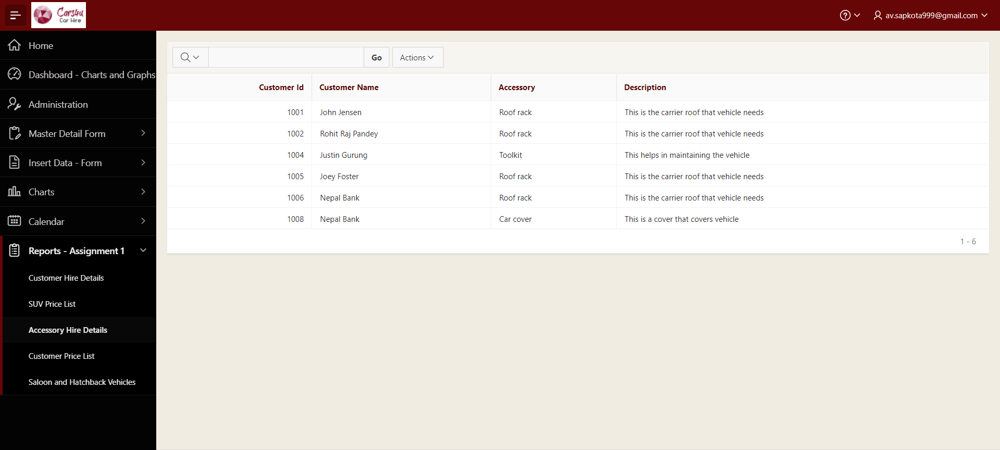 Cars4u
Car Hire
av.sapkota999@gmail.com
Home
Dashboard - Charts and Graphs
Administration
Master Detail Form
Insert Data - Form
Charts
Calendar
Reports - Assignment 1
Customer Hire Details
SUV Price List
Accessory Hire Details
Customer Price List
Saloon and Hatchback Vehicles
Go Actions
Customer Id Customer Name Accessory Description
1001 John Jensen Roof rack This is the carrier roof that vehicle needs
1002 Rohit Raj Pandey Roof rack This is the carrier roof that vehicle needs
1004 Justin Gurung Toolkit This helps in maintaining the vehicle
1005 Joey Foster Roof rack This is the carrier roof that vehicle needs
1006 Nepal Bank Roof rack This is the carrier roof that vehicle needs
1008 Nepal Bank Car cover This is a cover that covers vehicle
1 - 6